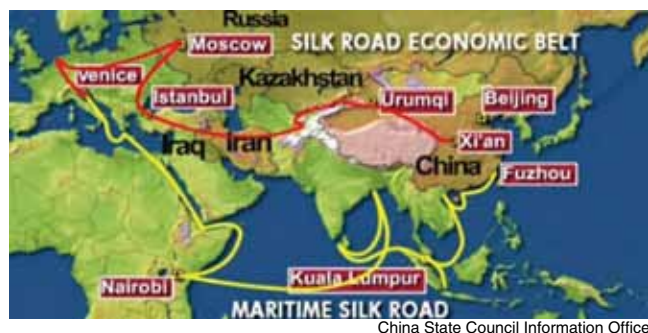 Russia
Moscow
SILK ROAD ECONOMIC BELT
venice
Kazakhstan
Istanbul
Urumqi
Beijing
Iraq
Iran
Xi'an
China
Fuzhou
Nairobi
Kuala Lumpur
MARITIME SILK ROAD
China State Council Information Office